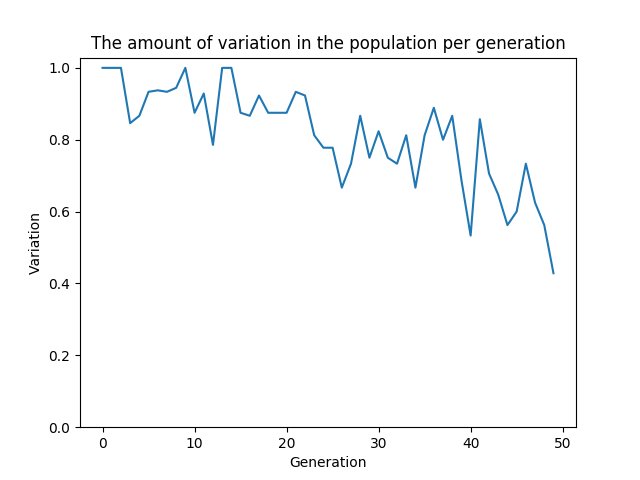 The amount of variation in the population per generation
1.0
0.8
0.6
0.4
0.2
0.0
Variation
0 10 20 30 40 50
Generation